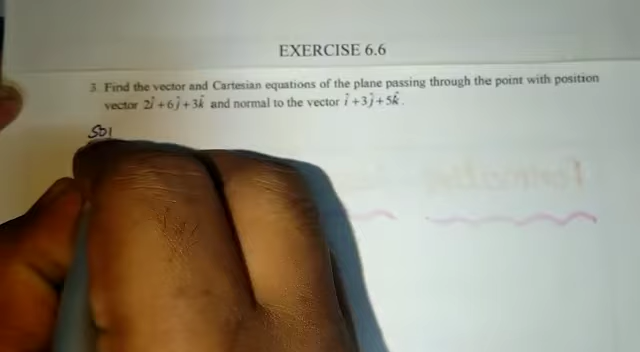 EXERCISE 6.6
3. Find the vector and Cartesian equations of the plane passing through the point with position
vector 2î + 6ĵ + 3k̂ and normal to the vector î + 3ĵ + 5k̂.
Sol